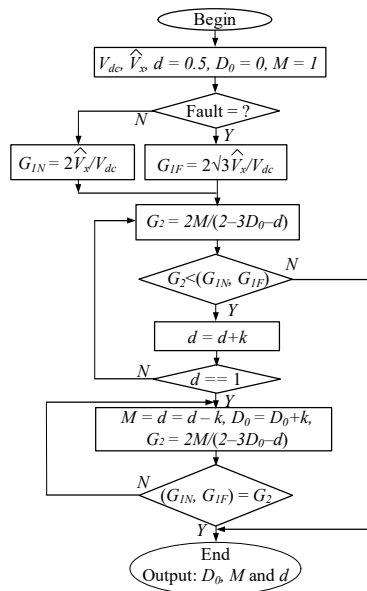 Begin
V_dc, V̂_x, d = 0.5, D_0 = 0, M = 1
Fault = ?
N
Y
G_1N = 2V̂_x/V_dc
G_1F = 2√3V̂_x/V_dc
G_2 = 2M/(2–3D_0–d)
G_2<(G_1N, G_1F)
N
Y
d = d+k
N
d == 1
Y
M = d = d – k, D_0 = D_0+k,
G_2 = 2M/(2–3D_0–d)
N
(G_1N, G_1F) = G_2
Y
End
Output: D_0, M and d